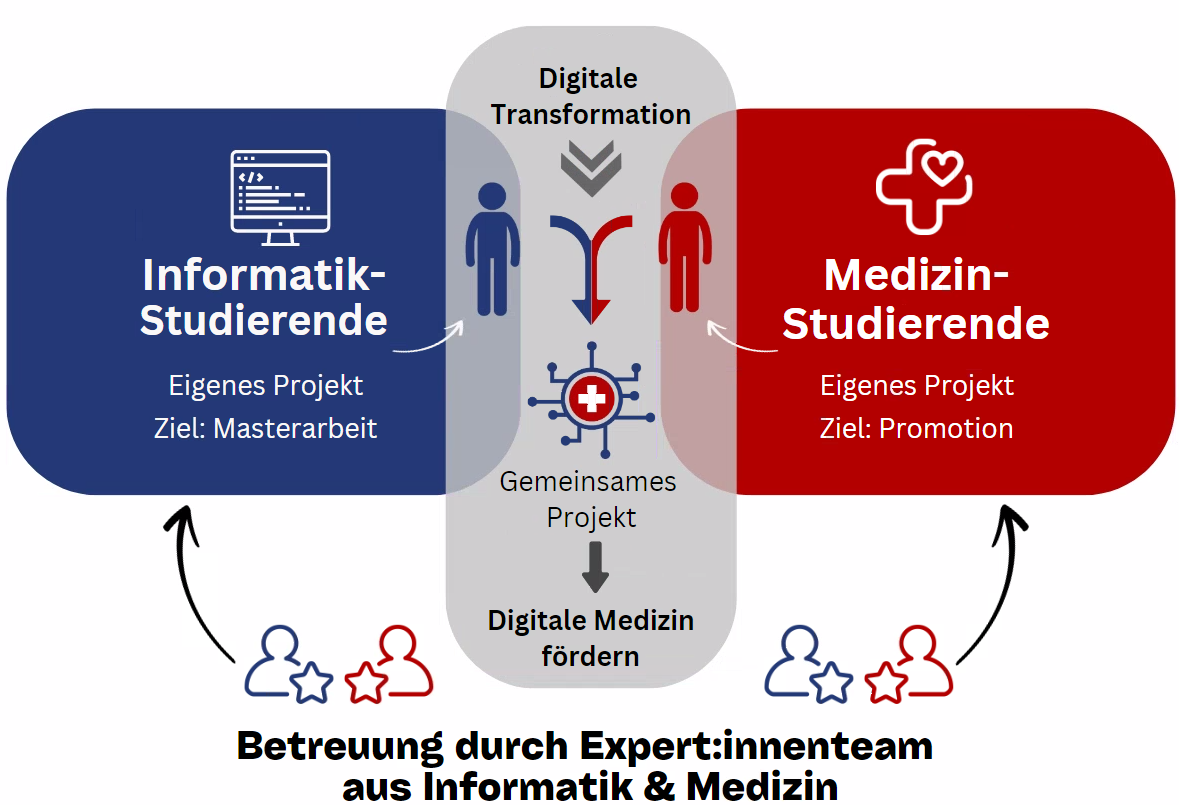 Digitale
Transformation
</>
Informatik-
Studierende
Eigenes Projekt
Ziel: Masterarbeit
Medizin-
Studierende
Eigenes Projekt
Ziel: Promotion
Gemeinsames
Projekt
Digitale Medizin
fördern
Betreuung durch Expert:innenteam
aus Informatik & Medizin